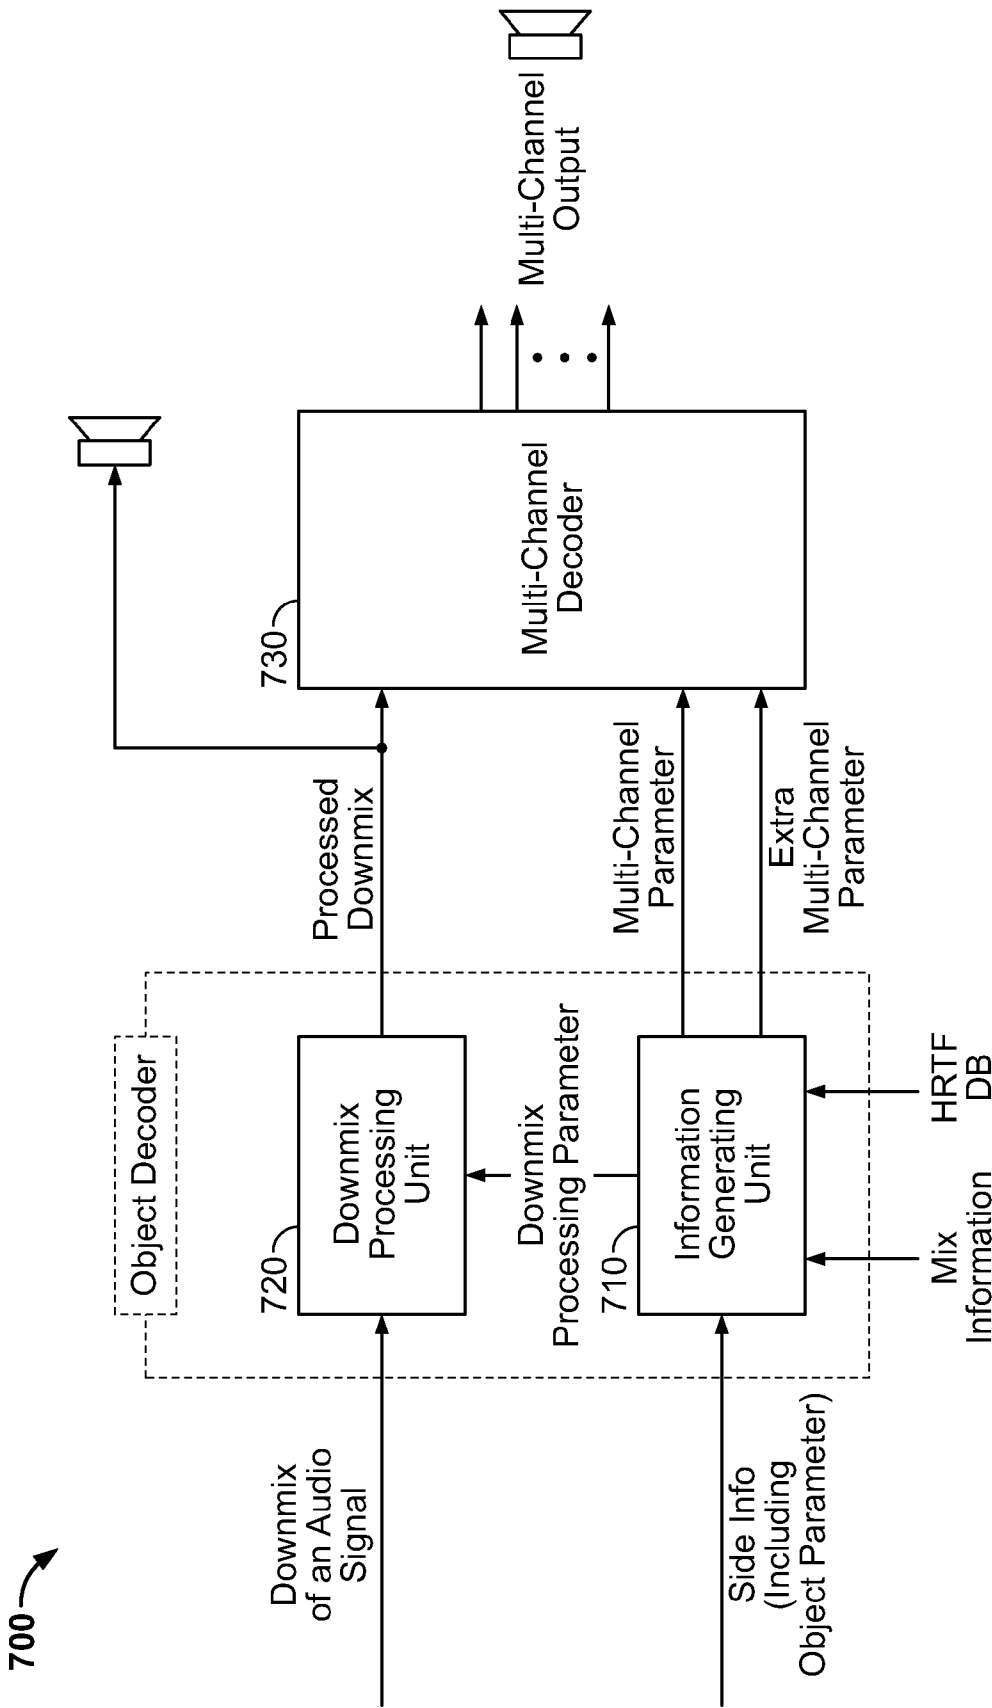 700
Downmix
of an Audio
Signal
Side Info
(Including
Object Parameter)
Object Decoder
720
Downmix
Processing
Unit
Downmix
Processing Parameter
710
Information
Generating
Unit
Mix
Information
HRTF
DB
Processed
Downmix
Multi-Channel
Parameter
Extra
Multi-Channel
Parameter
730
Multi-Channel
Decoder
Multi-Channel
Output